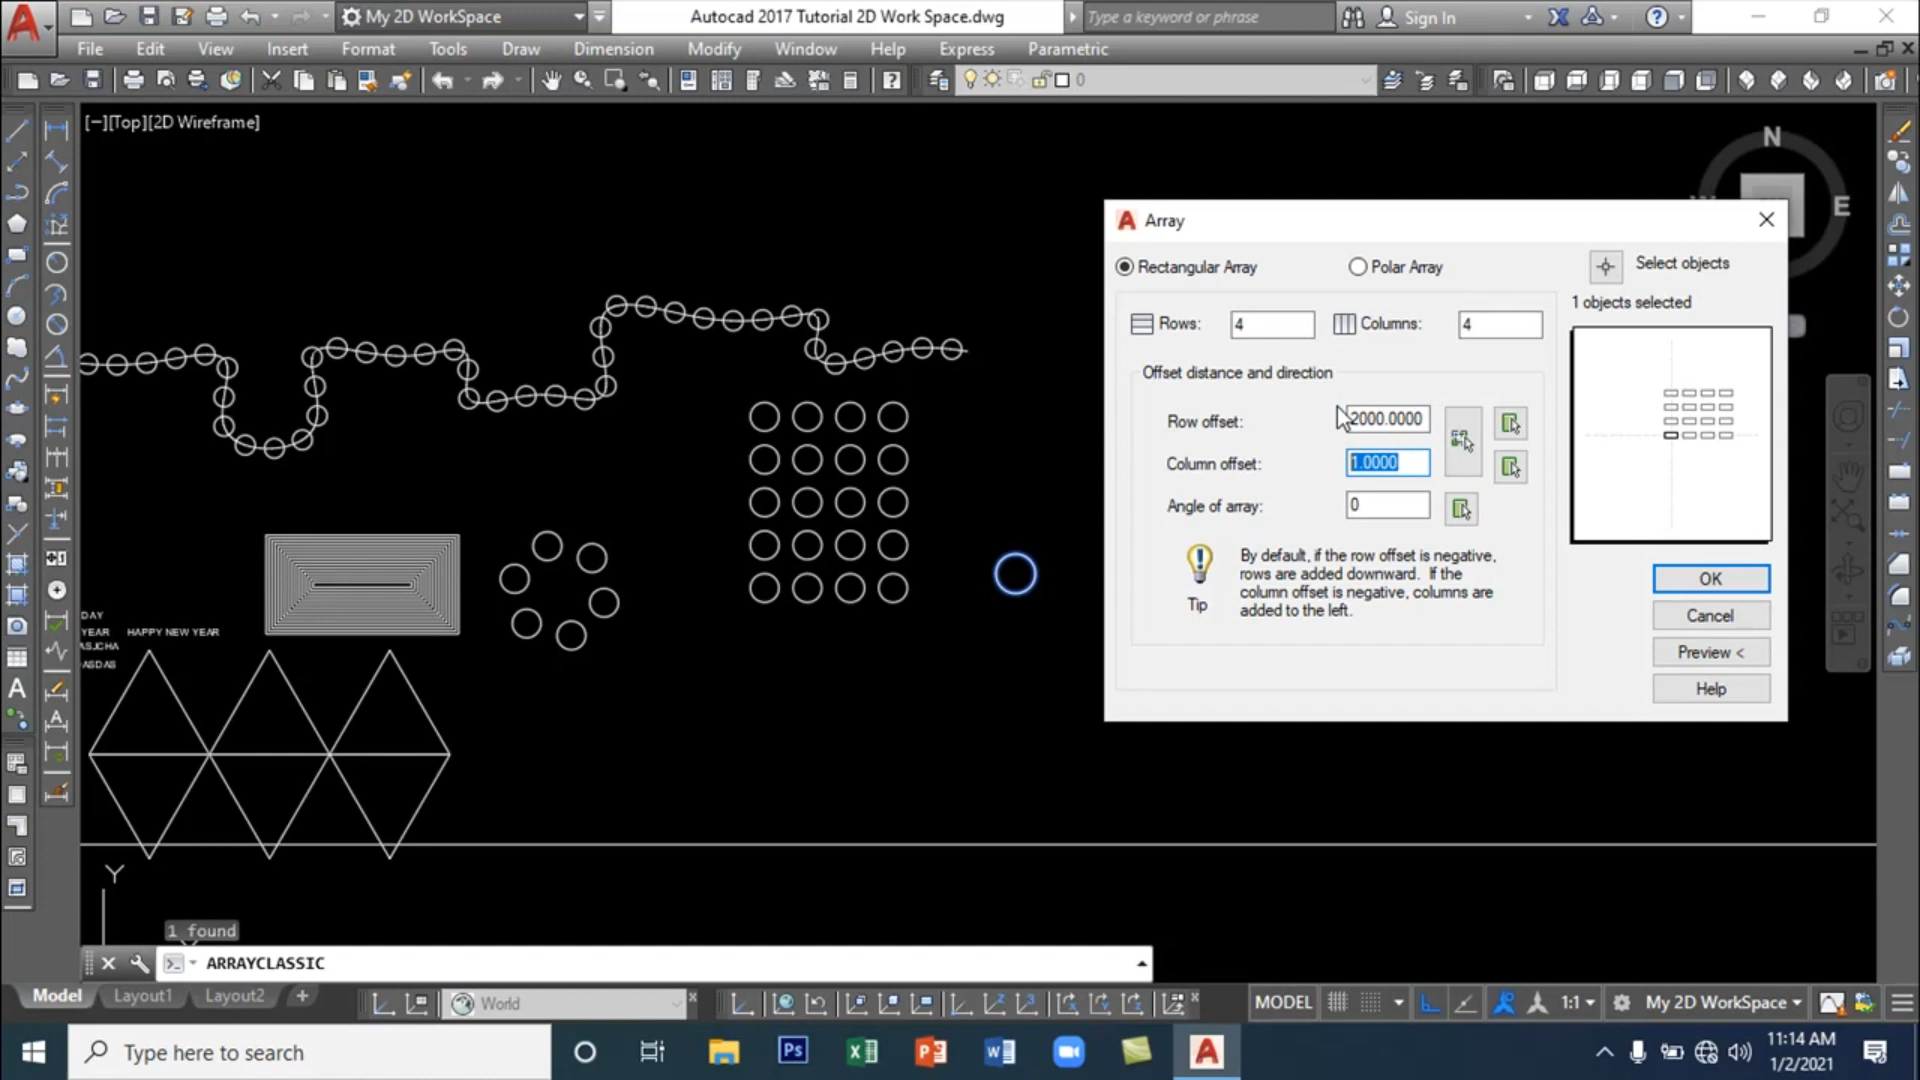 My 2D WorkSpace
Autocad 2017 Tutorial 2D Work Space.dwg
Type a keyword or phrase
Sign In
File Edit View Insert Format Tools Draw Dimension Modify Window Help Express Parametric
0
[−][Top][2D Wireframe]
N
E
Array
Rectangular Array
Polar Array
Select objects
1 objects selected
Rows: 4
Columns: 4
Offset distance and direction
Row offset: 2000.0000
Column offset: 1.0000
Angle of array: 0
Tip
By default, if the row offset is negative,
rows are added downward. If the
column offset is negative, columns are
added to the left.
OK
Cancel
Preview <
Help
DAY
YEAR HAPPY NEW YEAR
ASJCHA
DASDAS
Y
1 found
ARRAYCLASSIC
Model Layout1 Layout2 +
World
MODEL
1:1
My 2D WorkSpace
Type here to search
11:14 AM
1/2/2021